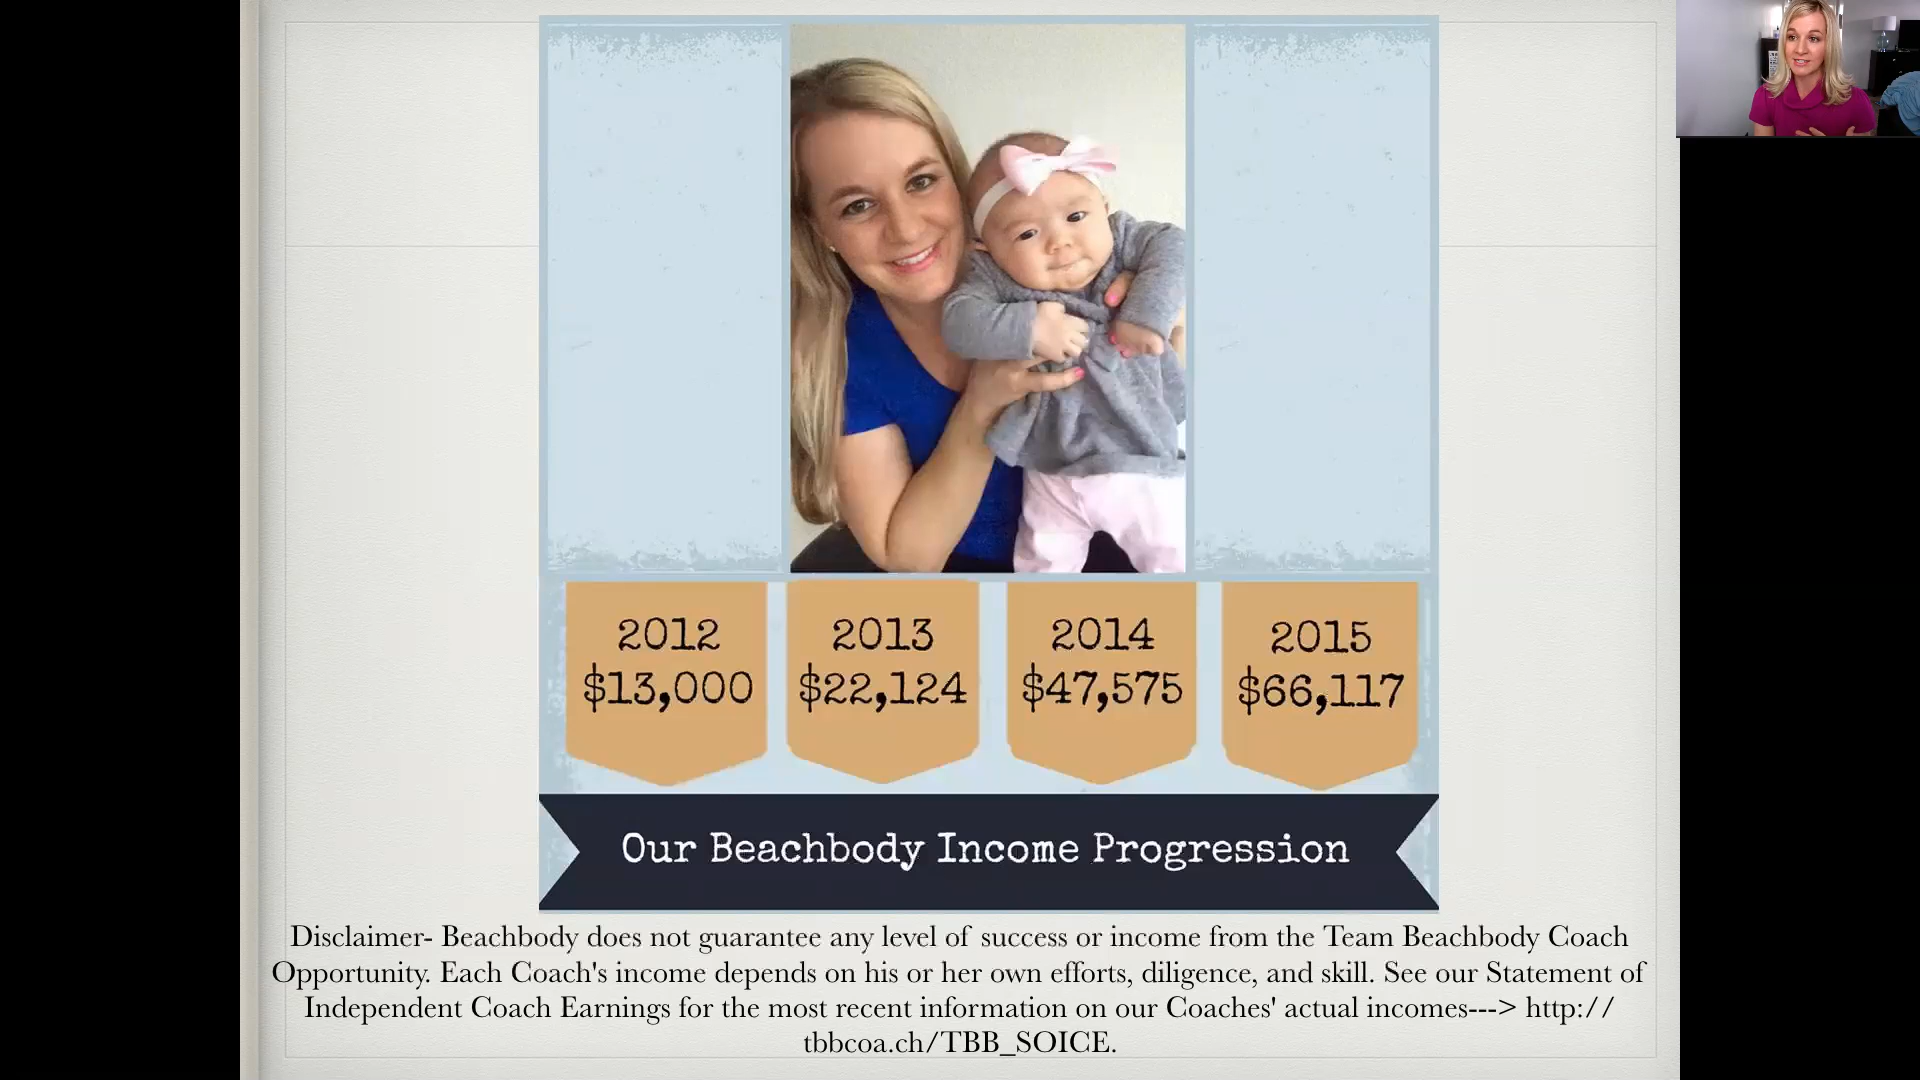 2012
$13,000
2013
$22,124
2014
$47,575
2015
$66,117
Our Beachbody Income Progression
Disclaimer- Beachbody does not guarantee any level of success or income from the Team Beachbody Coach
Opportunity. Each Coach's income depends on his or her own efforts, diligence, and skill. See our Statement of
Independent Coach Earnings for the most recent information on our Coaches' actual incomes---> http://
tbbcoa.ch/TBB_SOICE.